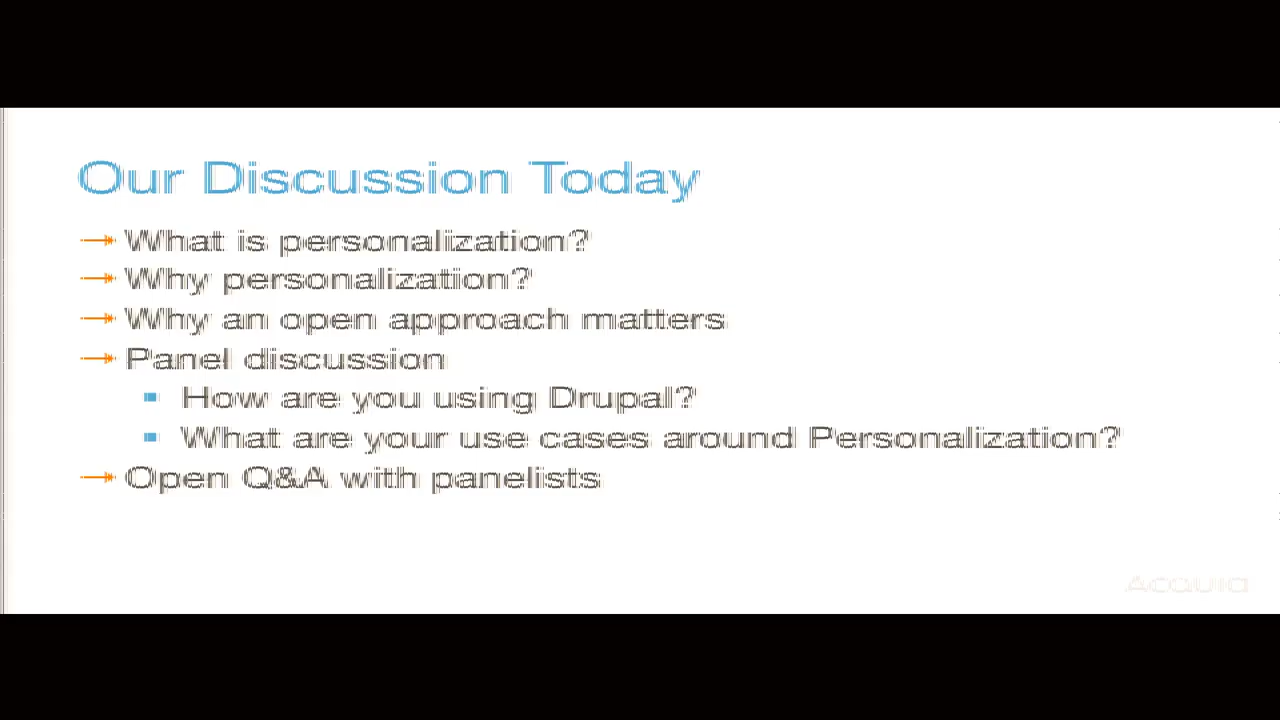 Our Discussion Today
What is personalization?
Why personalization?
Why an open approach matters
Panel discussion
How are you using Drupal?
What are your use cases around Personalization?
Open Q&A with panelists
Acquia